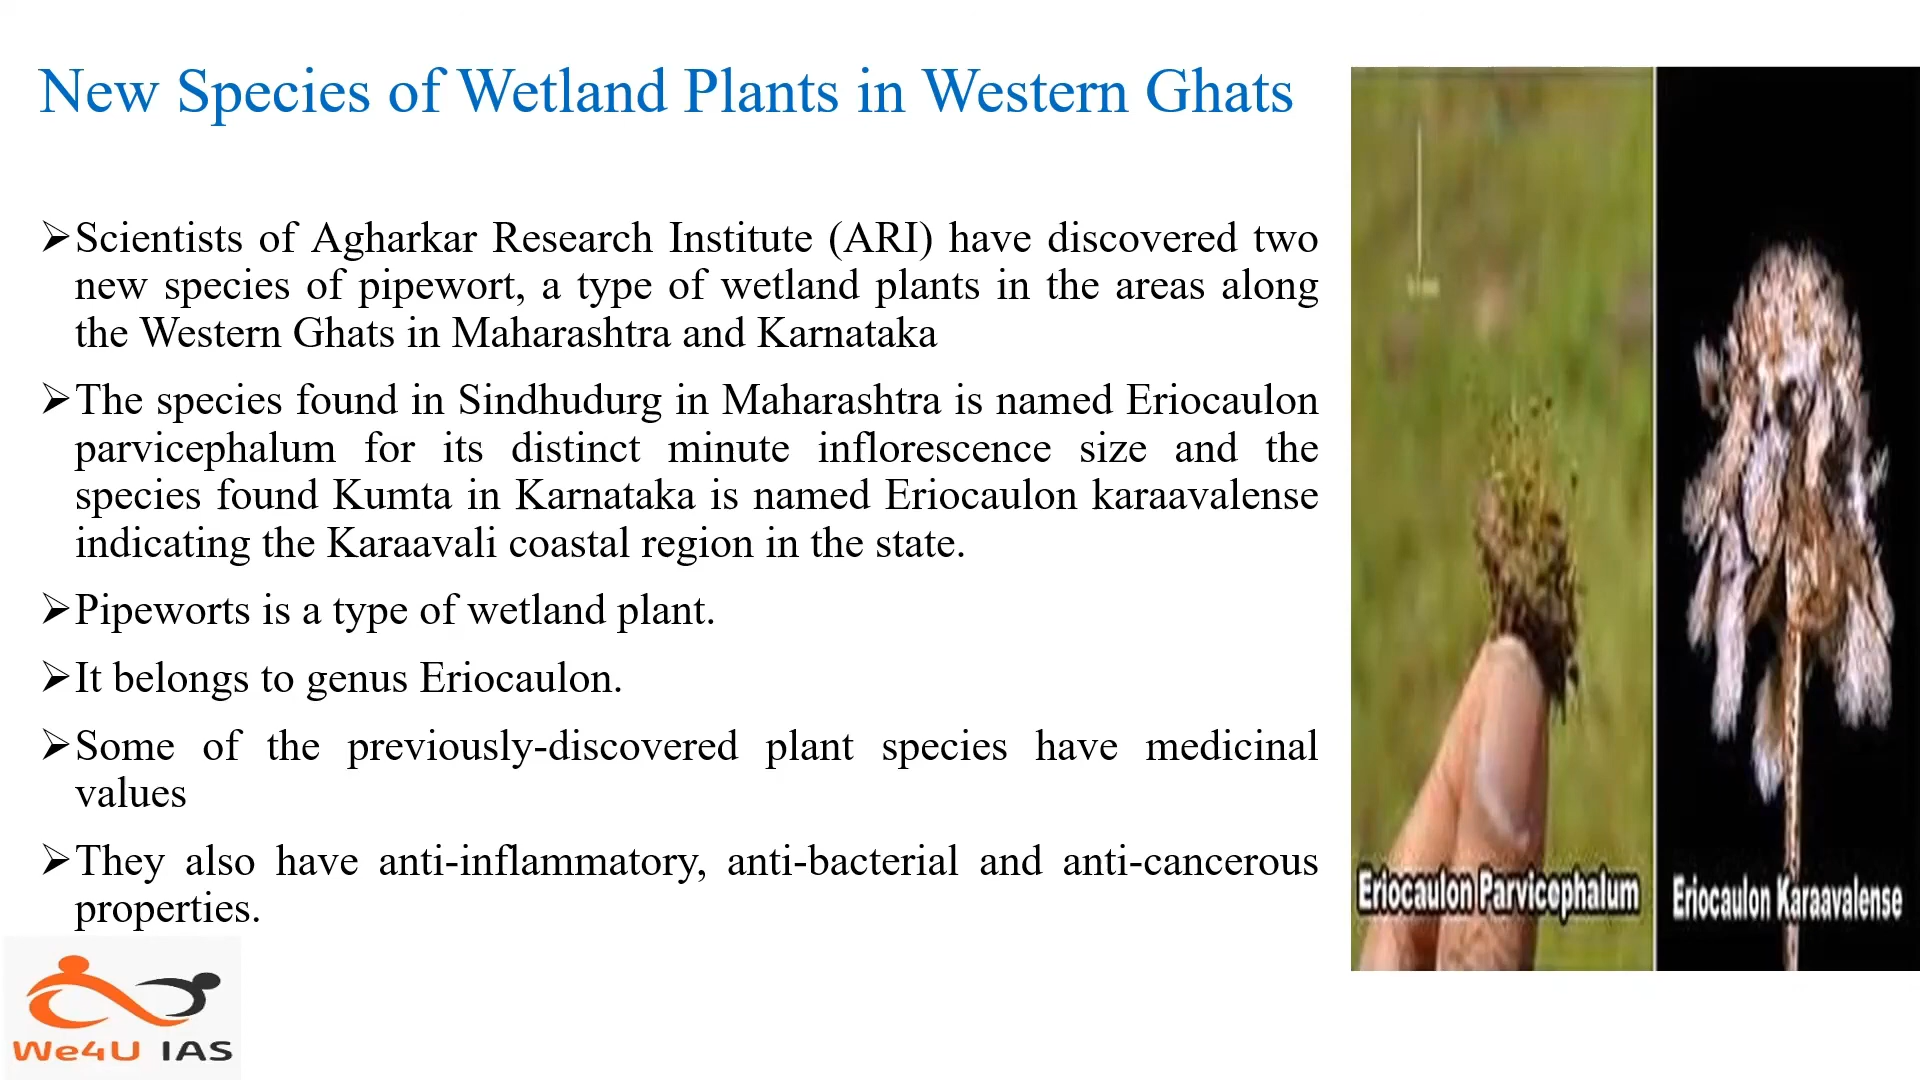 New Species of Wetland Plants in Western Ghats
➢Scientists of Agharkar Research Institute (ARI) have discovered two
new species of pipewort, a type of wetland plants in the areas along
the Western Ghats in Maharashtra and Karnataka
➢The species found in Sindhudurg in Maharashtra is named Eriocaulon
parvicephalum for its distinct minute inflorescence size and the
species found Kumta in Karnataka is named Eriocaulon karaavalense
indicating the Karaavali coastal region in the state.
➢Pipeworts is a type of wetland plant.
➢It belongs to genus Eriocaulon.
➢Some of the previously-discovered plant species have medicinal
values
➢They also have anti-inflammatory, anti-bacterial and anti-cancerous
properties.
Eriocaulon Parvicephalum
Eriocaulon Karaavalense
We4U IAS